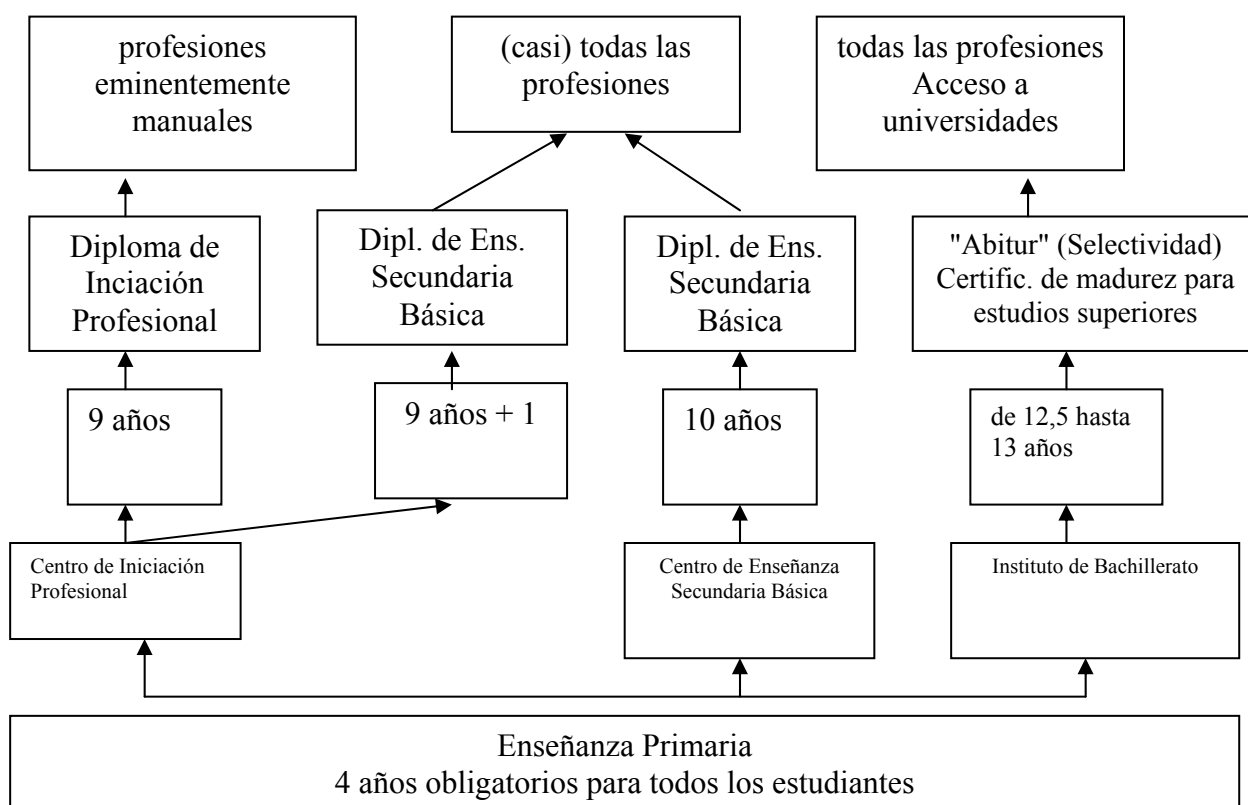 profesiones
eminentemente
manuales
(casi) todas las
profesiones
todas las profesiones
Acceso a
universidades
Diploma de
Inciación
Profesional
Dipl. de Ens.
Secundaria
Básica
Dipl. de Ens.
Secundaria
Básica
"Abitur" (Selectividad)
Certific. de madurez para
estudios superiores
9 años
9 años + 1
10 años
de 12,5 hasta
13 años
Centro de Iniciación
Profesional
Centro de Enseñanza
Secundaria Básica
Instituto de Bachillerato
Enseñanza Primaria
4 años obligatorios para todos los estudiantes